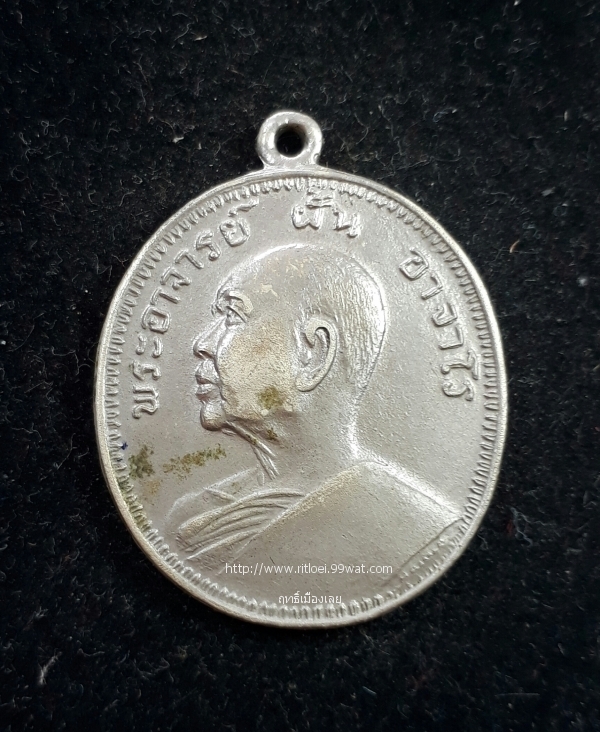 พระอาจารย์ ฝั้น อาจาโร
http://www.ritloei.99wat.com
ฤทธิ์เมืองเลย